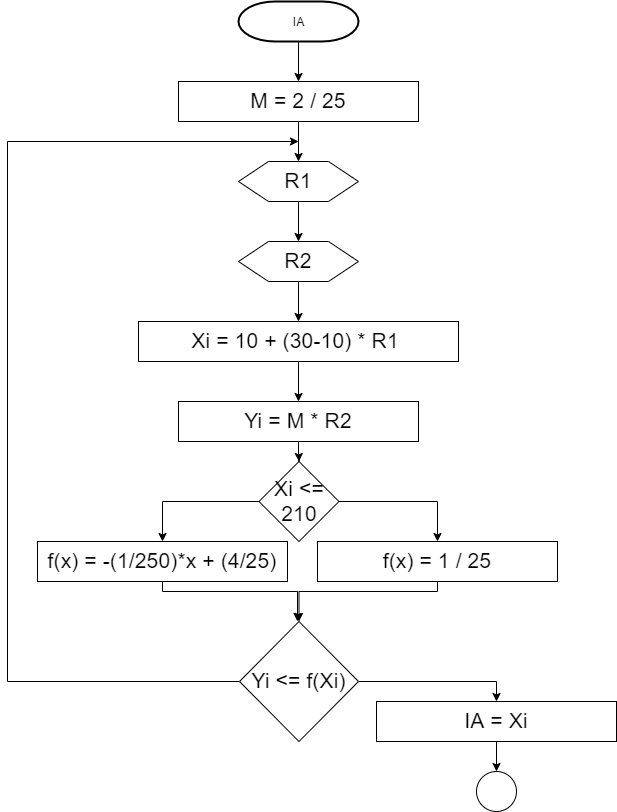 IA
M = 2 / 25
R1
R2
Xi = 10 + (30-10) * R1
Yi = M * R2
Xi <=
210
f(x) = -(1/250)*x + (4/25)
f(x) = 1 / 25
Yi <= f(Xi)
IA = Xi